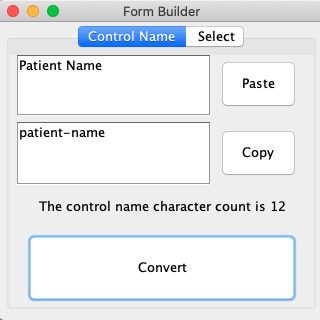 Form Builder
Control Name Select
Patient Name
Paste
patient-name
Copy
The control name character count is 12
Convert